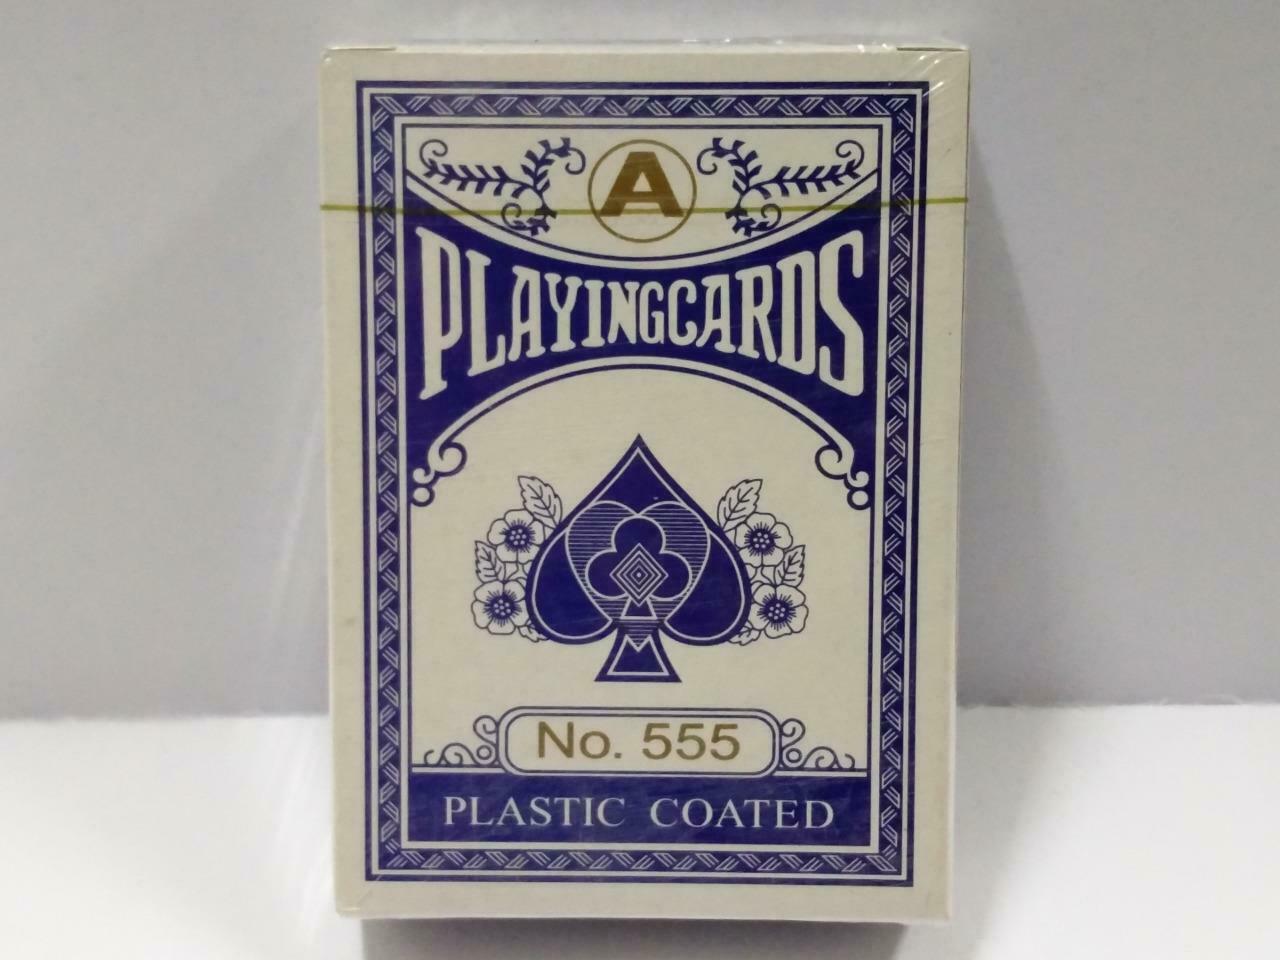 A
PLAYINGCARDS
No. 555
PLASTIC COATED